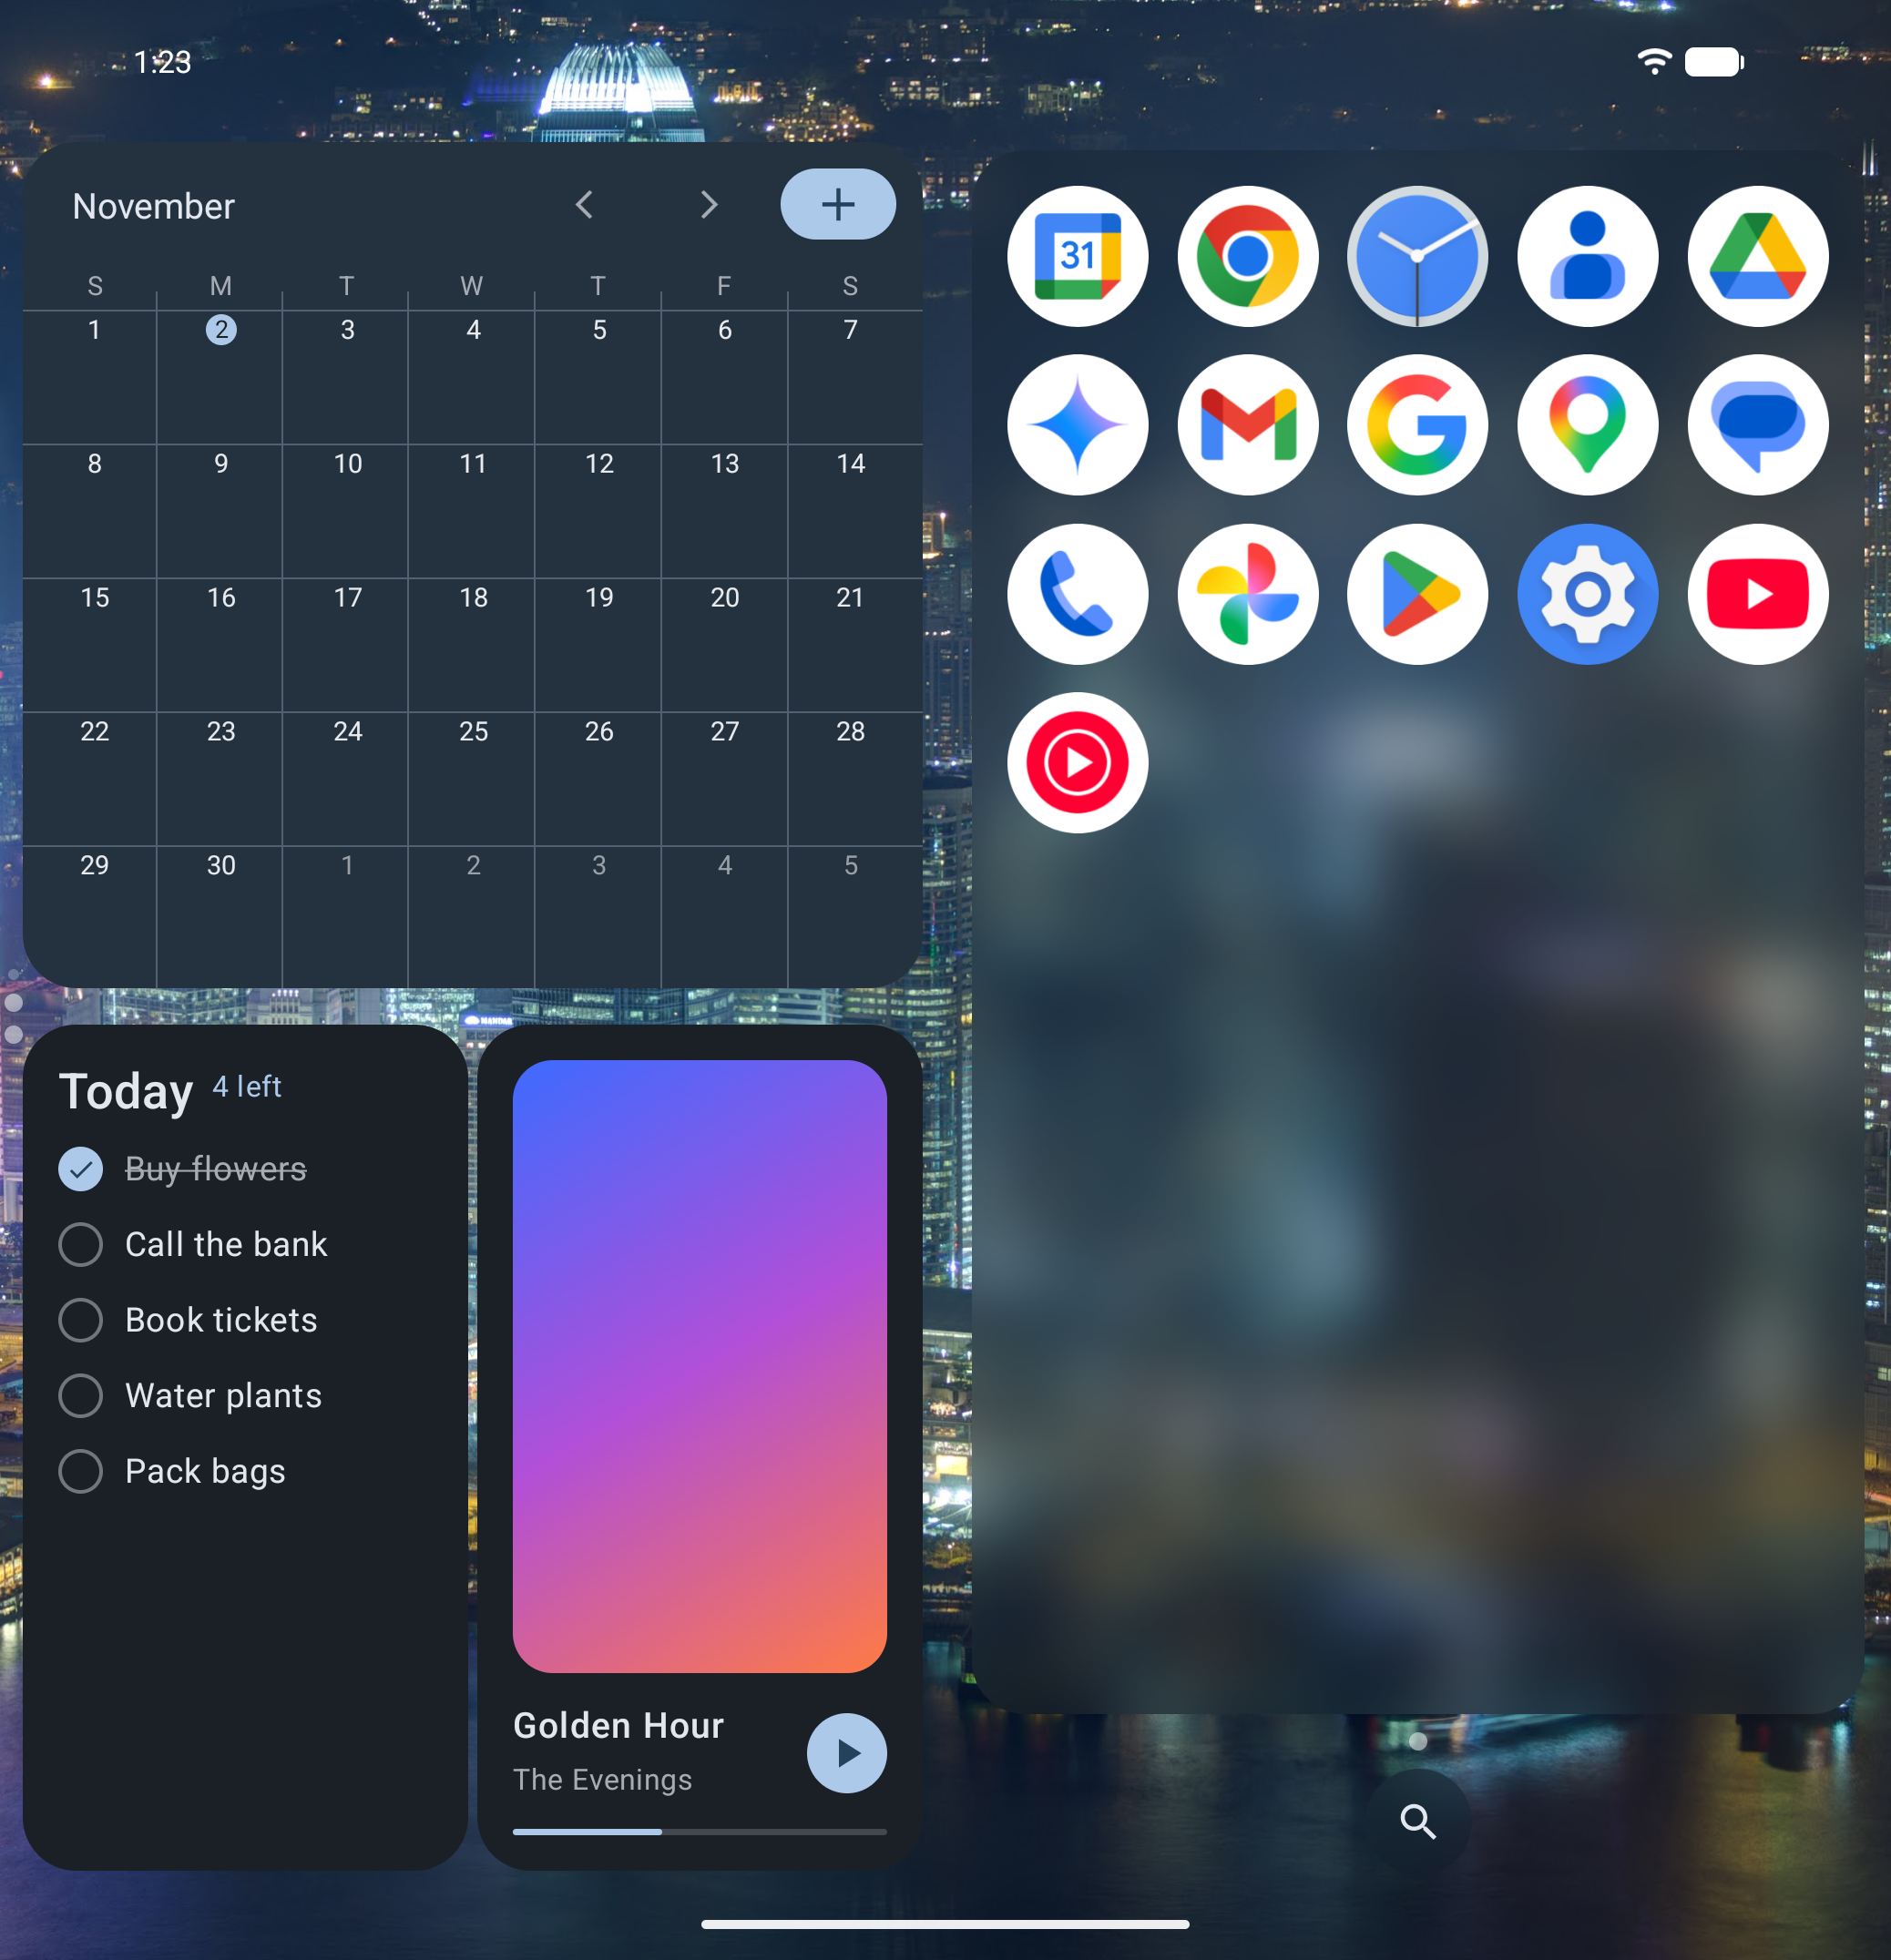 1:23
November
S M T W T F S
1 2 3 4 5 6 7
8 9 10 11 12 13 14
15 16 17 18 19 20 21
22 23 24 25 26 27 28
29 30 1 2 3 4 5
Today 4 left
Buy flowers
Call the bank
Book tickets
Water plants
Pack bags
Golden Hour
The Evenings
31